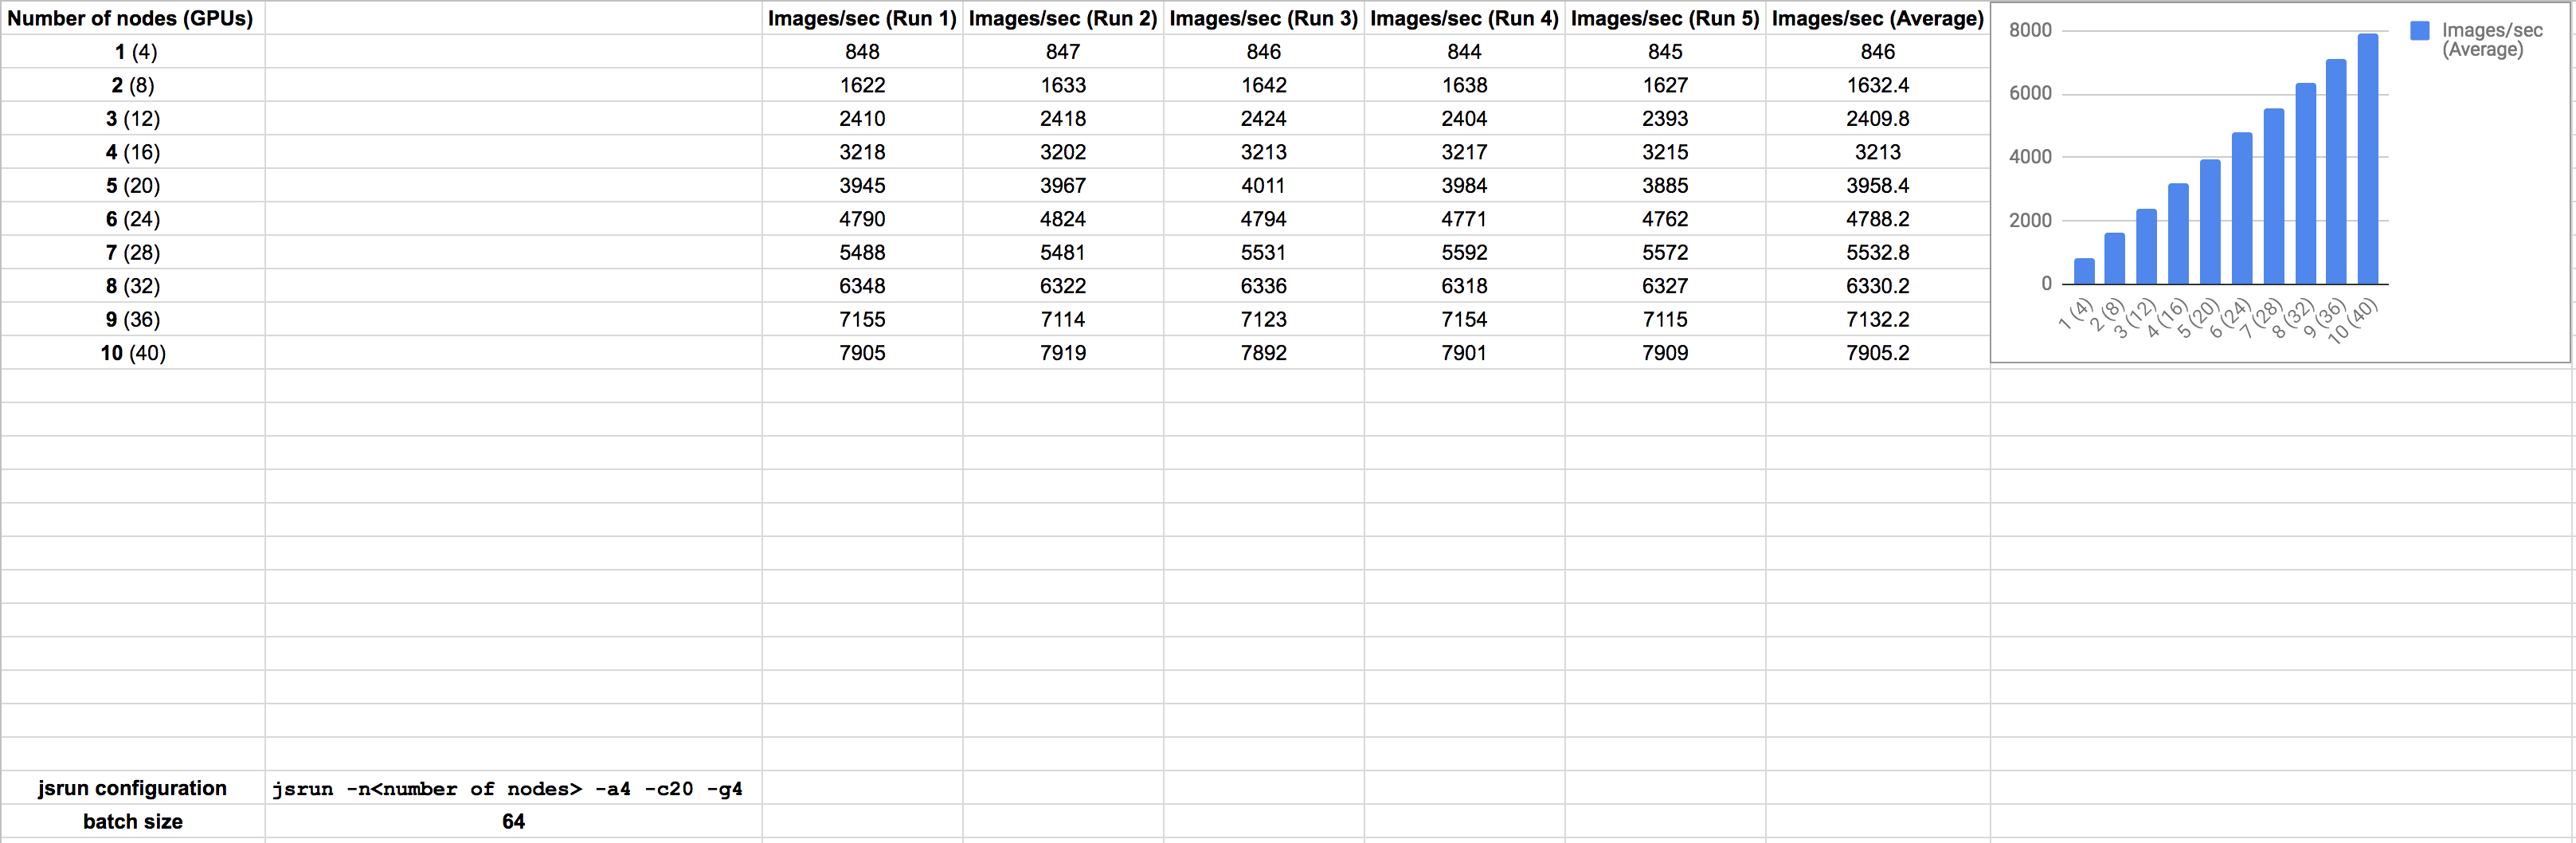 Number of nodes (GPUs) Images/sec (Run 1) Images/sec (Run 2) Images/sec (Run 3) Images/sec (Run 4) Images/sec (Run 5) Images/sec (Average)
1 (4) 848 847 846 844 845 846
2 (8) 1622 1633 1642 1638 1627 1632.4
3 (12) 2410 2418 2424 2404 2393 2409.8
4 (16) 3218 3202 3213 3217 3215 3213
5 (20) 3945 3967 4011 3984 3885 3958.4
6 (24) 4790 4824 4794 4771 4762 4788.2
7 (28) 5488 5481 5531 5592 5572 5532.8
8 (32) 6348 6322 6336 6318 6327 6330.2
9 (36) 7155 7114 7123 7154 7115 7132.2
10 (40) 7905 7919 7892 7901 7909 7905.2
8000
6000
4000
2000
0
1 (4) 2 (8) 3 (12) 4 (16) 5 (20) 6 (24) 7 (28) 8 (32) 9 (36) 10 (40)
Images/sec
(Average)
jsrun configuration jsrun -n<number of nodes> -a4 -c20 -g4
batch size 64